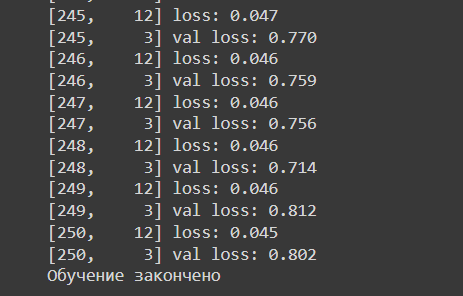 [245,    12] loss: 0.047
[245,     3] val loss: 0.770
[246,    12] loss: 0.046
[246,     3] val loss: 0.759
[247,    12] loss: 0.046
[247,     3] val loss: 0.756
[248,    12] loss: 0.046
[248,     3] val loss: 0.714
[249,    12] loss: 0.046
[249,     3] val loss: 0.812
[250,    12] loss: 0.045
[250,     3] val loss: 0.802
Обучение закончено